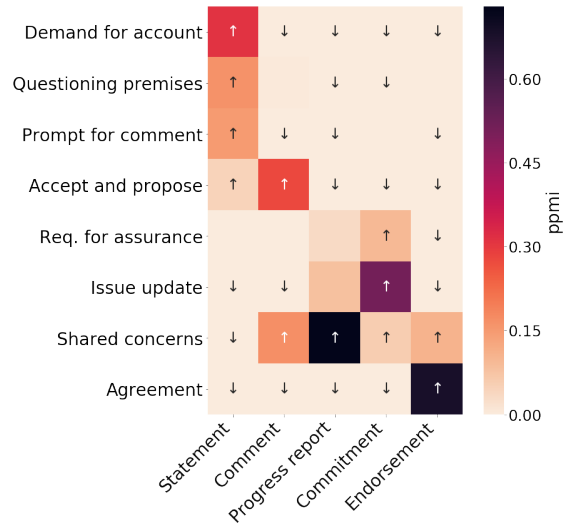 Demand for account ↑ ↓ ↓ ↓ ↓
Questioning premises ↑ ↓ ↓
Prompt for comment ↑ ↓ ↓ ↓
Accept and propose ↑ ↑ ↓ ↓ ↓
Req. for assurance ↑ ↓
Issue update ↓ ↓ ↑ ↓
Shared concerns ↓ ↑ ↑ ↑ ↑
Agreement ↓ ↓ ↓ ↓ ↑
Statement
Comment
Progress report
Commitment
Endorsement
0.60
0.45
0.30
0.15
0.00
ppmi